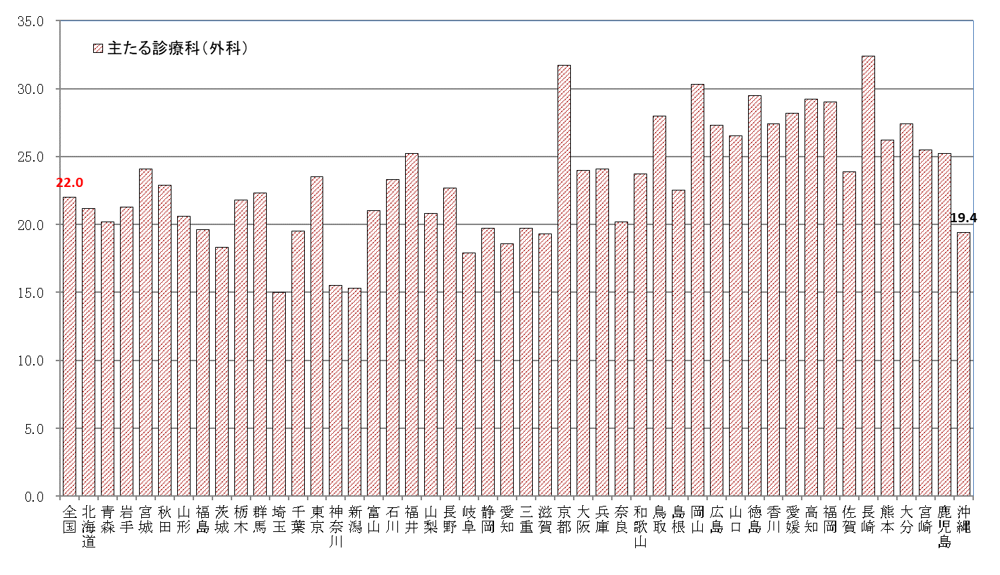 35.0
30.0
25.0
20.0
15.0
10.0
5.0
0.0
主たる診療科(外科)
22.0
19.4
全国
北海道
青森
岩手
宮城
秋田
山形
福島
茨城
栃木
群馬
埼玉
千葉
東京
神奈川
新潟
富山
石川
福井
山梨
長野
岐阜
静岡
愛知
三重
滋賀
京都
大阪
兵庫
奈良
和歌山
鳥取
島根
岡山
広島
山口
徳島
香川
愛媛
高知
福岡
佐賀
長崎
熊本
大分
宮崎
鹿児島
沖縄